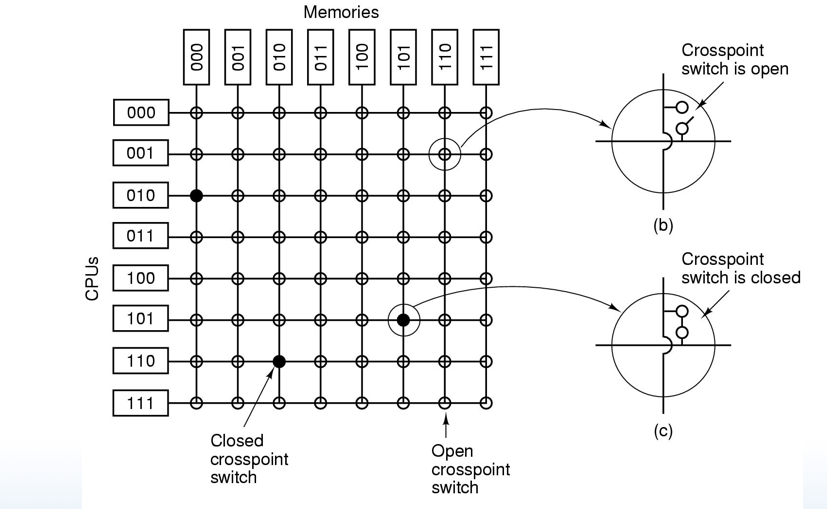 Memories
000
001
010
011
100
101
110
111
CPUs
000
001
010
011
100
101
110
111
Closed
crosspoint
switch
Open
crosspoint
switch
Crosspoint
switch is open
(b)
Crosspoint
switch is closed
(c)